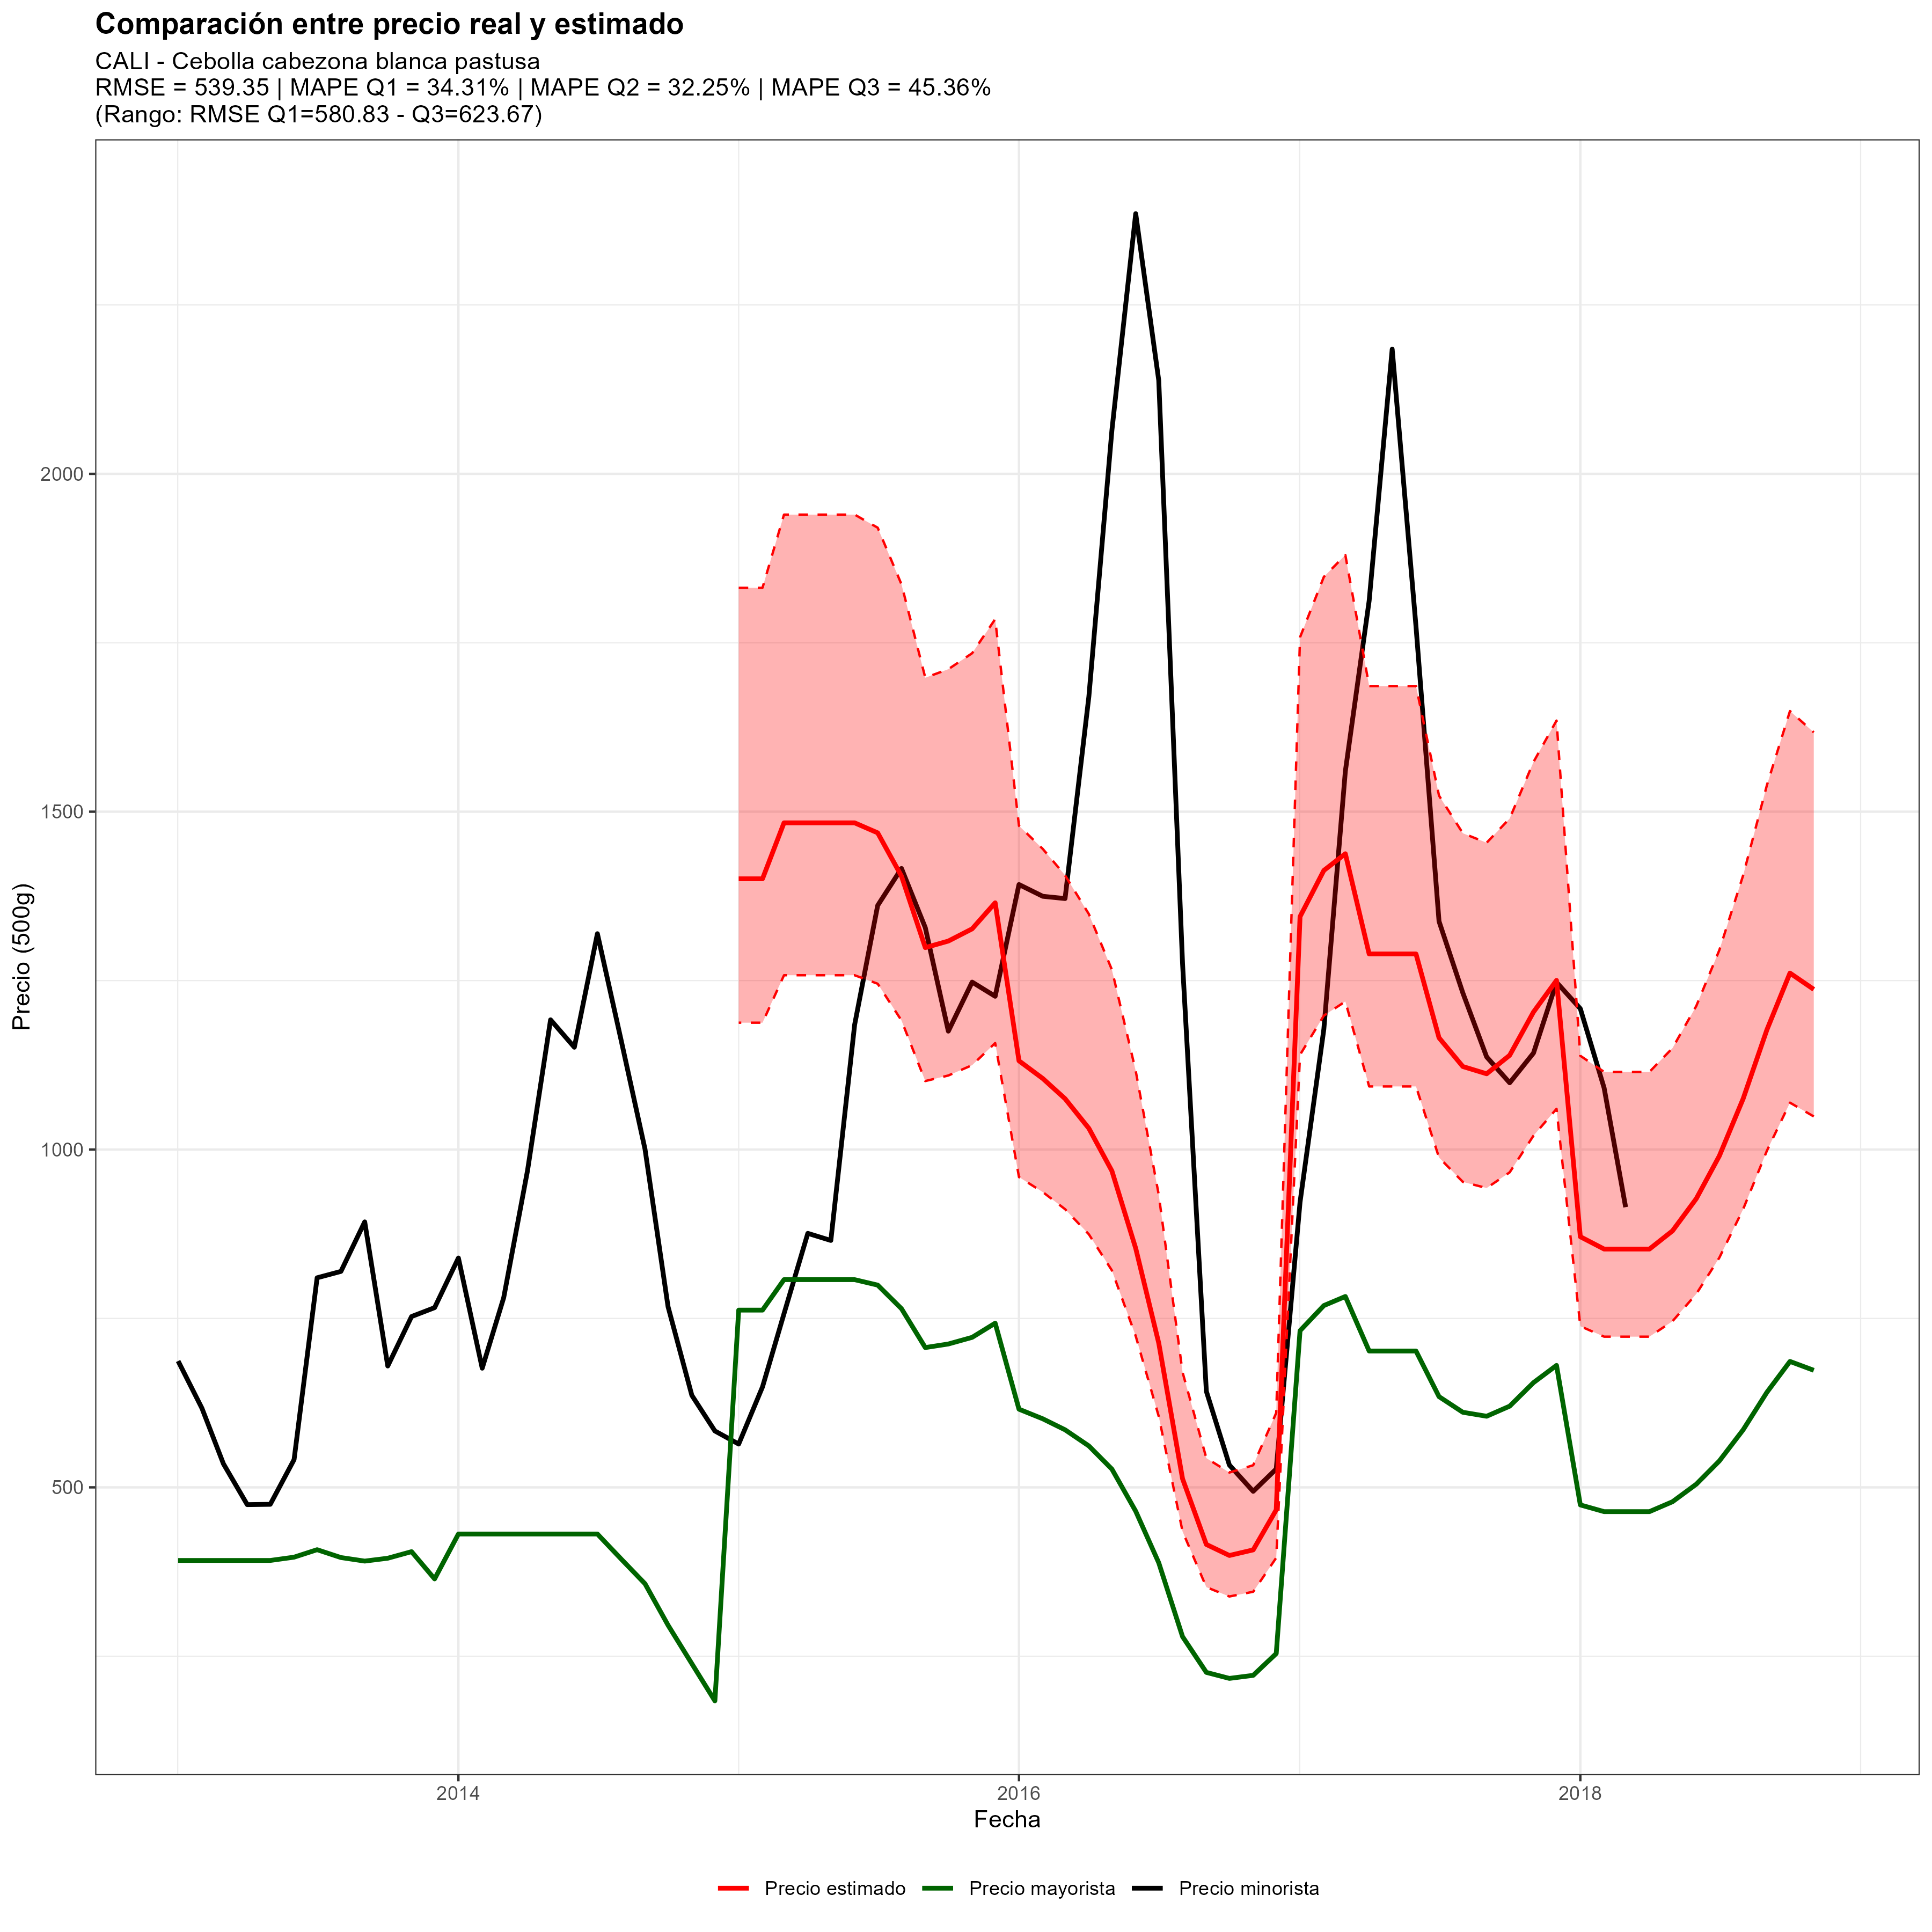 Comparación entre precio real y estimado
CALI - Cebolla cabezona blanca pastusa
RMSE = 539.35 | MAPE Q1 = 34.31% | MAPE Q2 = 32.25% | MAPE Q3 = 45.36%
(Rango: RMSE Q1=580.83 - Q3=623.67)
Precio (500g)
2000
1500
1000
500
2014
2016
2018
Fecha
Precio estimado
Precio mayorista
Precio minorista